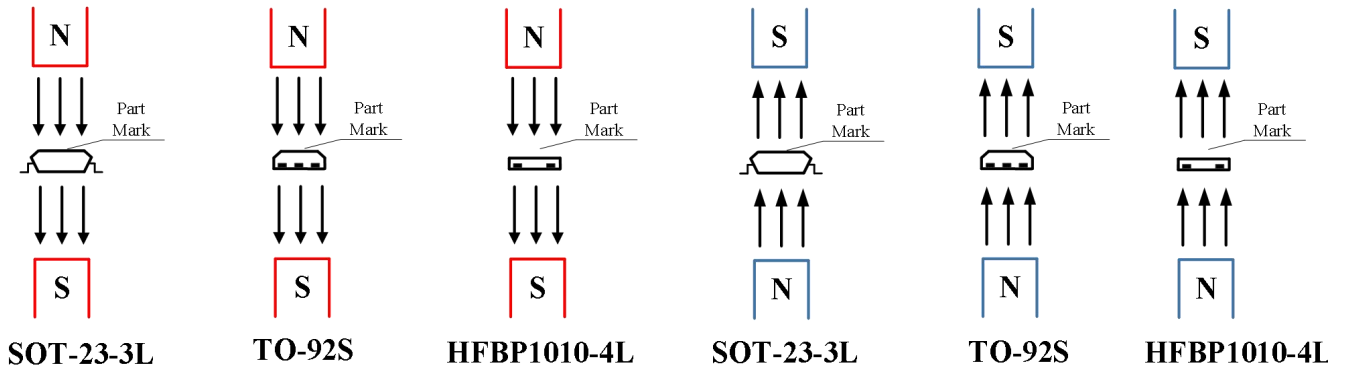 N N N S S S
Part Part Part Part Part Part
Mark Mark Mark Mark Mark Mark
S S S N N N
SOT-23-3L TO-92S HFBP1010-4L SOT-23-3L TO-92S HFBP1010-4L